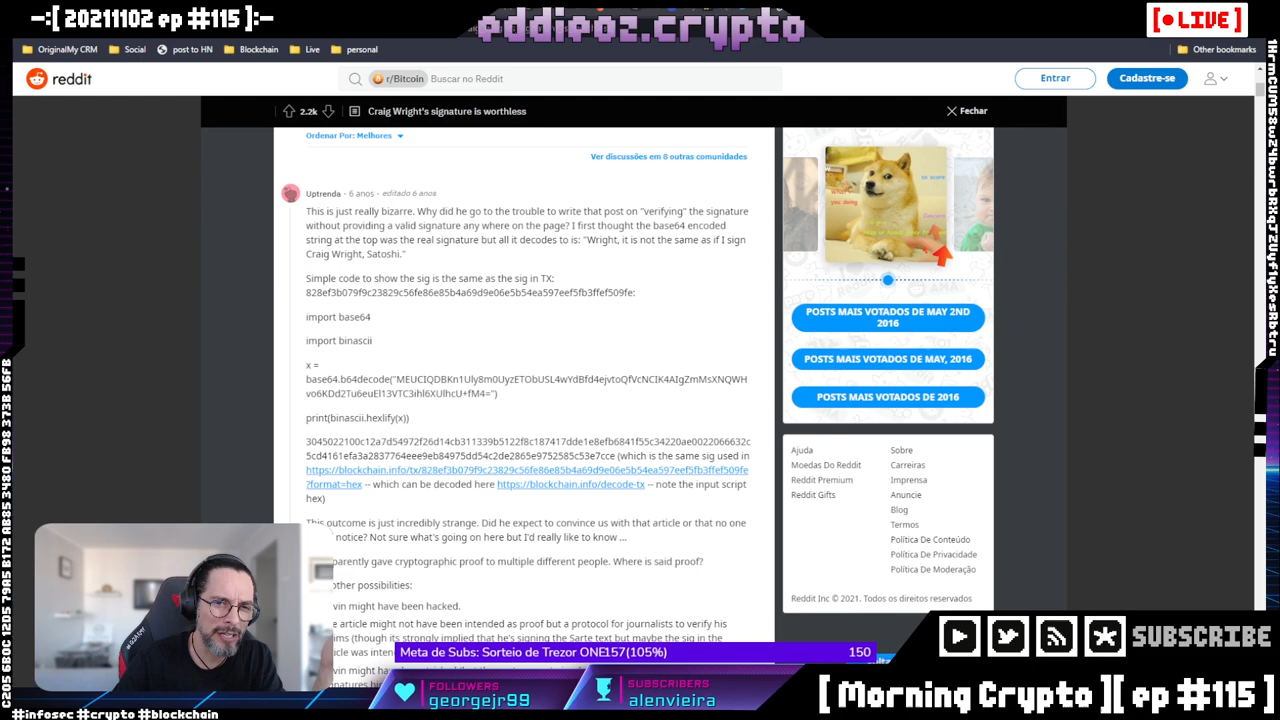 —:[ 20211102 ep #115 ]:—
eddieoz.crypto
[ • LIVE ]
OriginalMy CRM
Social
post to HN
Blockchain
Live
personal
Other bookmarks
reddit
r/Bitcoin
Buscar no Reddit
Entrar
Cadastre-se
2.2k
Craig Wright's signature is worthless
Fechar
Ordenar Por: Melhores
Ver discussões em 8 outras comunidades
Uptrenda · 6 anos · editado 6 anos
This is just really bizarre. Why did he go to the trouble to write that post on "verifying" the signature
without providing a valid signature any where on the page? I first thought the base64 encoded
string at the top was the real signature but all it decodes to is: "Wright, it is not the same as if I sign
Craig Wright, Satoshi."
Simple code to show the sig is the same as the sig in TX:
828ef3b079f9c23829c56fe86e85b4a69d9e06e5b54ea597eef5fb3ffef509fe:
import base64
import binascii
x =
base64.b64decode("MEUCIQDBKn1Uly8m0UyzETObUSL4wYdBfd4ejvtoQfVcNCIK4AIgZmMsXNQWH
vo6KDd2Tu6euEl13VTC3ihl6XUlhcU+fM4=")
print(binascii.hexlify(x))
3045022100c12a7d54972f26d14cb311339b5122f8c187417dde1e8efb6841f55c34220ae0022066632c
5cd4161efa3a2837764eee9eb84975dd54c2de2865e9752585c53e7cce (which is the same sig used in
https://blockchain.info/tx/828ef3b079f9c23829c56fe86e85b4a69d9e06e5b54ea597eef5fb3ffef509fe
?format=hex -- which can be decoded here https://blockchain.info/decode-tx -- note the input script
hex)
This outcome is just incredibly strange. Did he expect to convince us with that article or that no one
notice? Not sure what's going on here but I'd really like to know ...
parently gave cryptographic proof to multiple different people. Where is said proof?
other possibilities:
vin might have been hacked.
e article might not have been intended as proof but a protocol for journalists to verify his
ims (though its strongly implied that he's signing the Sarte text but maybe the sig in the
POSTS MAIS VOTADOS DE MAY 2ND
2016
POSTS MAIS VOTADOS DE MAY, 2016
POSTS MAIS VOTADOS DE 2016
Ajuda
Sobre
Moedas Do Reddit
Carreiras
Reddit Premium
Imprensa
Reddit Gifts
Anuncie
Blog
Termos
Política De Conteúdo
Política De Privacidade
Política De Moderação
Reddit Inc © 2021. Todos os direitos reservados
Meta de Subs: Sorteio de Trezor ONE157(105%)
150
FOLLOWERS
georgejr99
SUBSCRIBERS
alenvieira
SUBSCRIBE
[ Morning Crypto ][ ep #115 ]
#infosec #crypto #blockchain